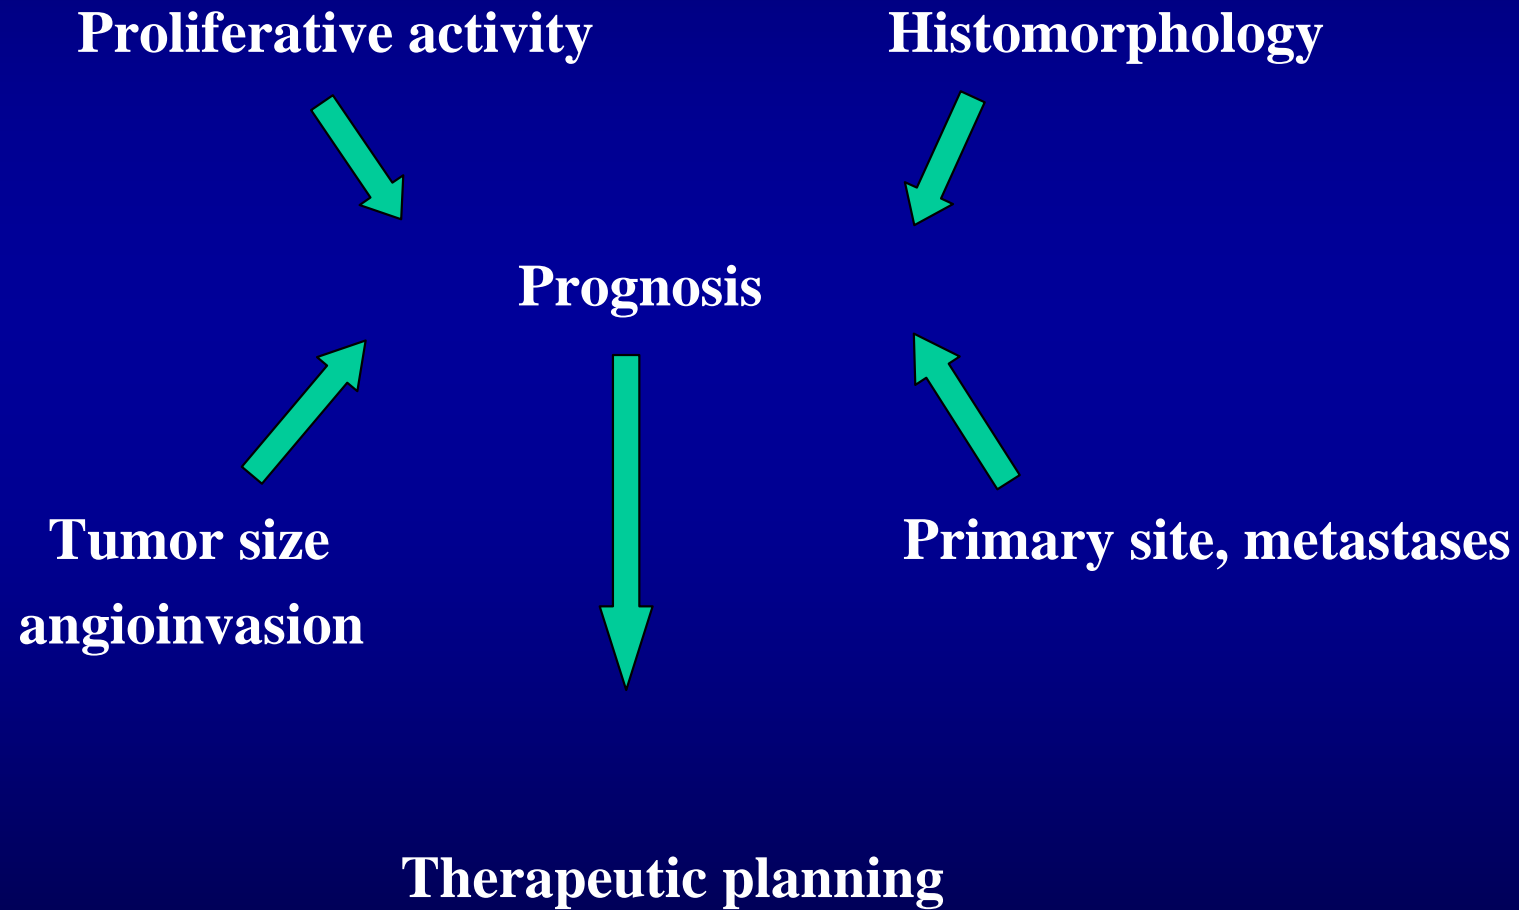 Proliferative activity
Histomorphology
Prognosis
Tumor size
angioinvasion
Primary site, metastases
Therapeutic planning